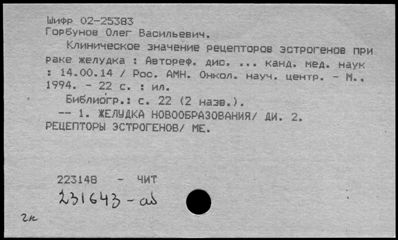 Шифр 02-25383
Горбунов Олег Васильевич.
Клиническое значение рецепторов эстрогенов при
раке желудка : Автореф. дис. ... канд. мед. наук
: 14.00.14 / Рос. АМН. Онкол. науч. центр. - М.,
1994. - 22 с. : ил.
Библиогр.: с. 22 (2 назв.).
-- 1. ЖЕЛУДКА НОВООБРАЗОВАНИЯ/ ДИ. 2.
РЕЦЕПТОРЫ ЭСТРОГЕНОВ/ МЕ.
223148 - ЧИТ
231643-аб
гк